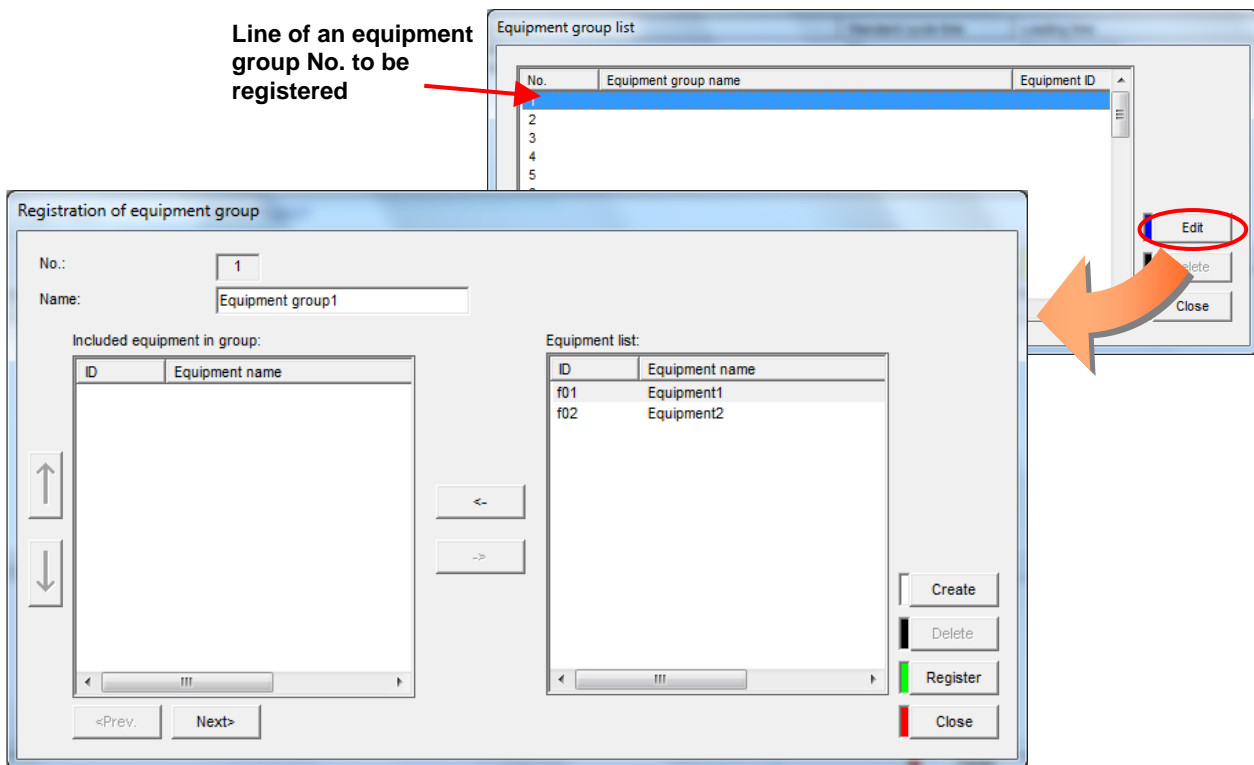 Line of an equipment
group No. to be
registered
Equipment group list
No. Equipment group name Equipment ID
1
2
3
4
5
Edit
Close
Registration of equipment group
No.: 1
Name: Equipment group1
Included equipment in group: Equipment list:
ID Equipment name ID Equipment name
f01 Equipment1
f02 Equipment2
<-
->
Create
Delete
Register
<Prev. Next> Close